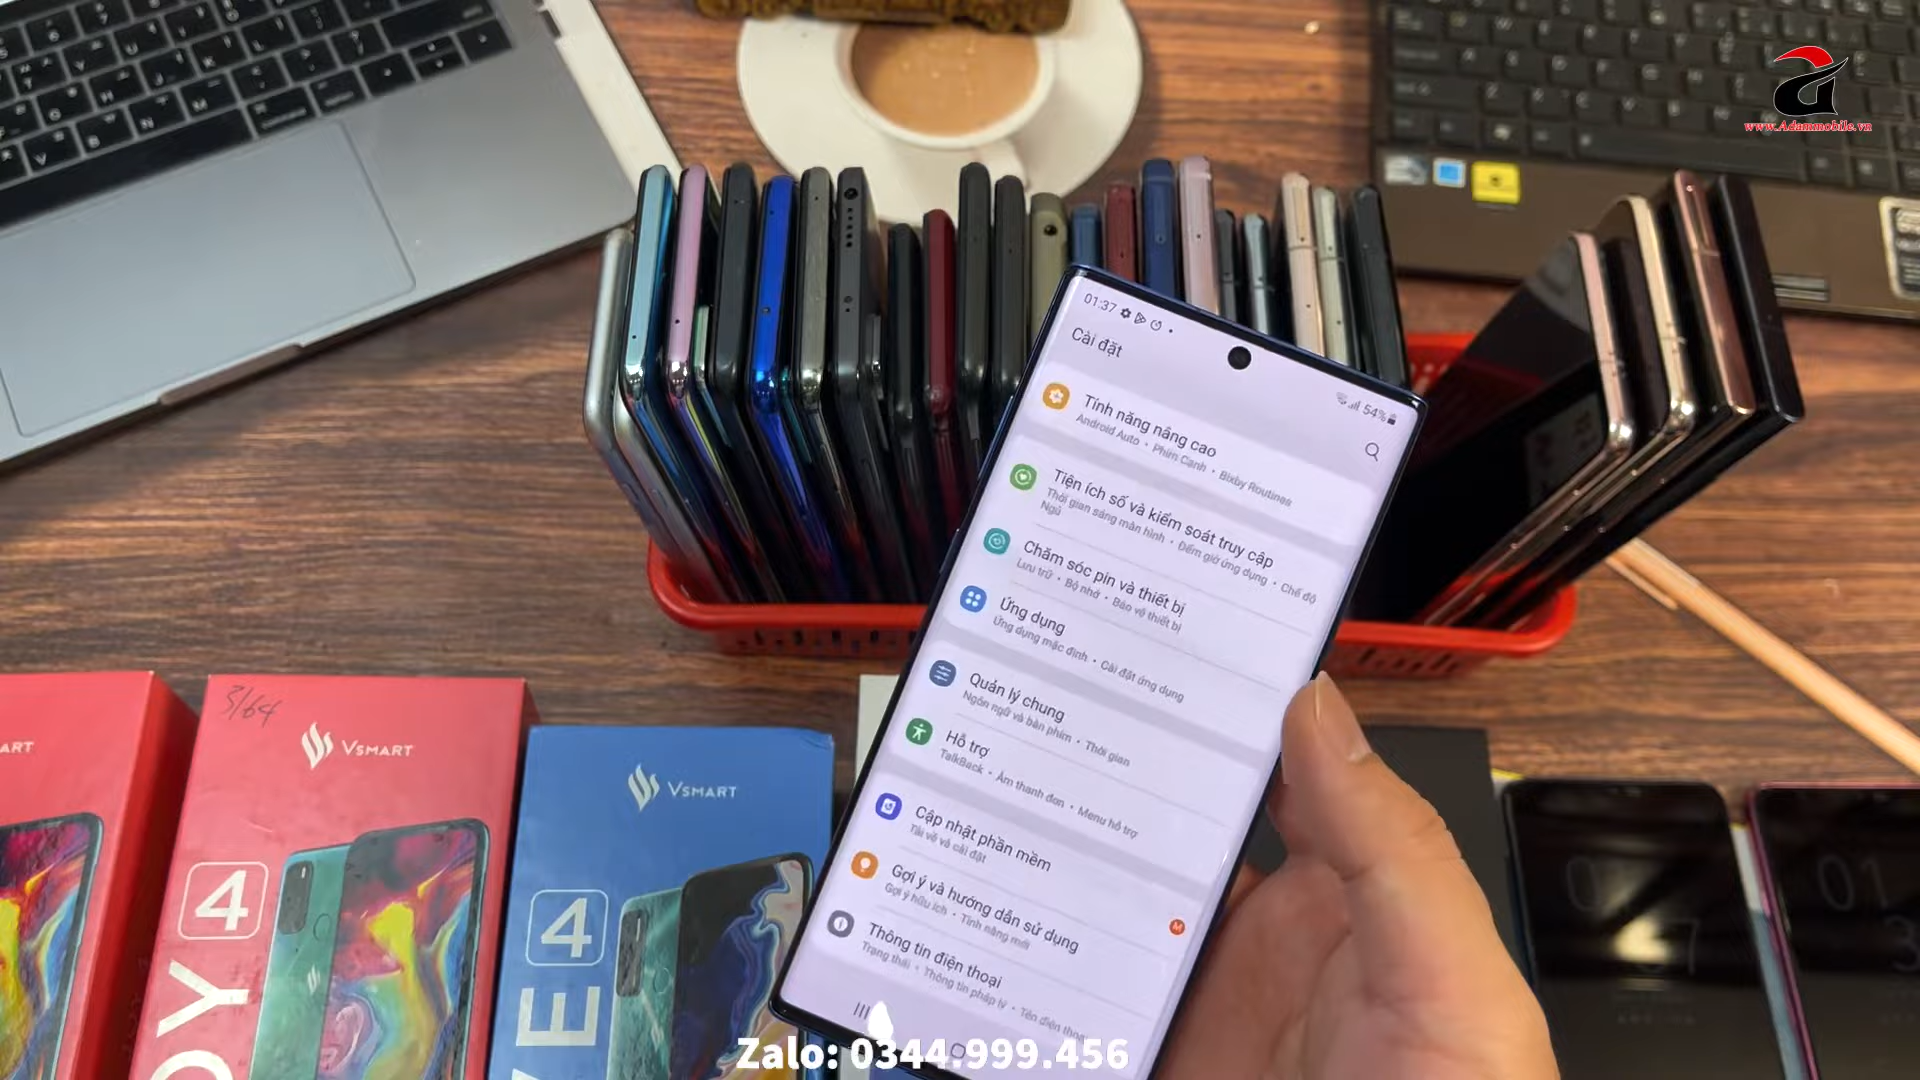 www.Adammobile.vn
01:37
54%
Cài đặt
Tính năng nâng cao
Android Auto • Phím Cạnh • Bixby Routines
Tiện ích số và kiểm soát truy cập
Thời gian sáng màn hình • Đếm giờ ứng dụng • Chế độ
Ngủ
Chăm sóc pin và thiết bị
Lưu trữ • Bộ nhớ • Bảo vệ thiết bị
Ứng dụng
Ứng dụng mặc định • Cài đặt ứng dụng
Quản lý chung
Ngôn ngữ và bàn phím • Thời gian
Hỗ trợ
TalkBack • Âm thanh đơn • Menu hỗ trợ
Cập nhật phần mềm
Tải về và cài đặt
Gợi ý và hướng dẫn sử dụng
Gợi ý hữu ích • Tính năng mới
Thông tin điện thoại
Trạng thái • Thông tin pháp lý • Tên điện thoại
ART
3/64
VSMART
4
OY
VSMART
4
E
01
3
Zalo: 0344.999.456